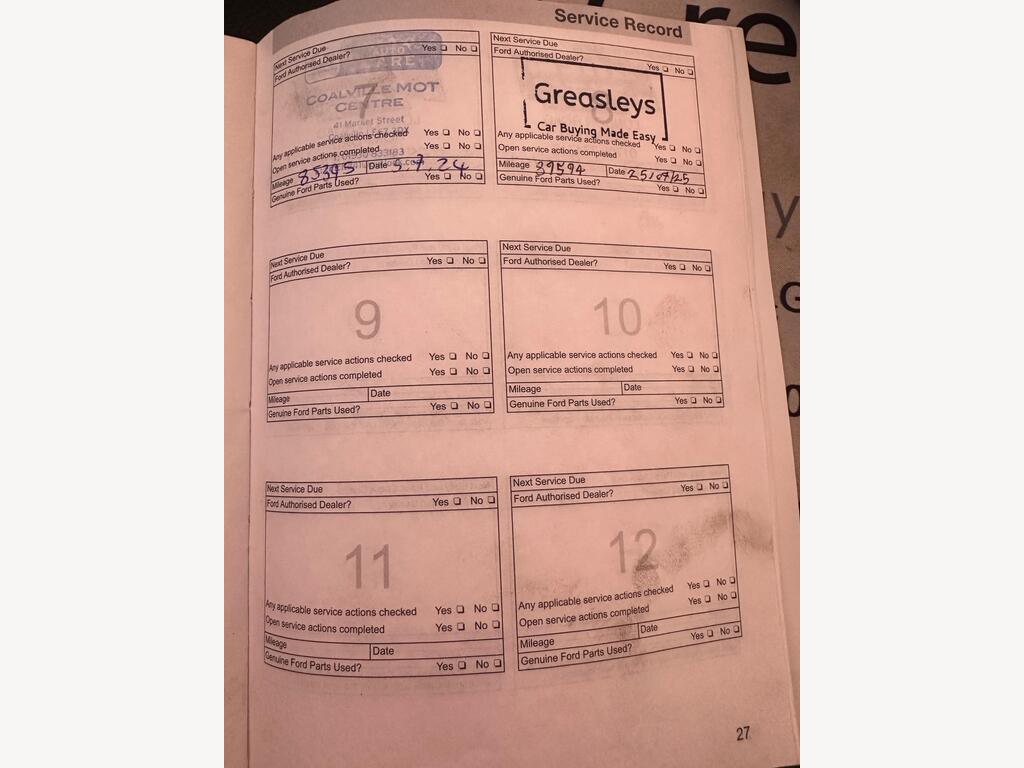 Service Record
Next Service Due
Ford Authorised Dealer? Yes No
AUTO
CARE
7
COALVILLE MOT
CENTRE
41 Market Street
Any applicable service actions checked Yes No
Open service actions completed Yes No
01530 833183
Mileage 85395 Date 5.7.24
Genuine Ford Parts Used? Yes No
Next Service Due
Ford Authorised Dealer? Yes No
8
Greasleys
Car Buying Made Easy
Any applicable service actions checked Yes No
Open service actions completed Yes No
Mileage 89594 Date 25/07/25
Genuine Ford Parts Used? Yes No
Next Service Due
Ford Authorised Dealer? Yes No
9
Any applicable service actions checked Yes No
Open service actions completed Yes No
Mileage Date
Genuine Ford Parts Used? Yes No
Next Service Due
Ford Authorised Dealer? Yes No
10
Any applicable service actions checked Yes No
Open service actions completed Yes No
Mileage Date
Genuine Ford Parts Used? Yes No
Next Service Due
Ford Authorised Dealer? Yes No
11
Any applicable service actions checked Yes No
Open service actions completed Yes No
Mileage Date
Genuine Ford Parts Used? Yes No
Next Service Due
Ford Authorised Dealer? Yes No
12
Any applicable service actions checked Yes No
Open service actions completed Yes No
Mileage Date
Genuine Ford Parts Used? Yes No
27